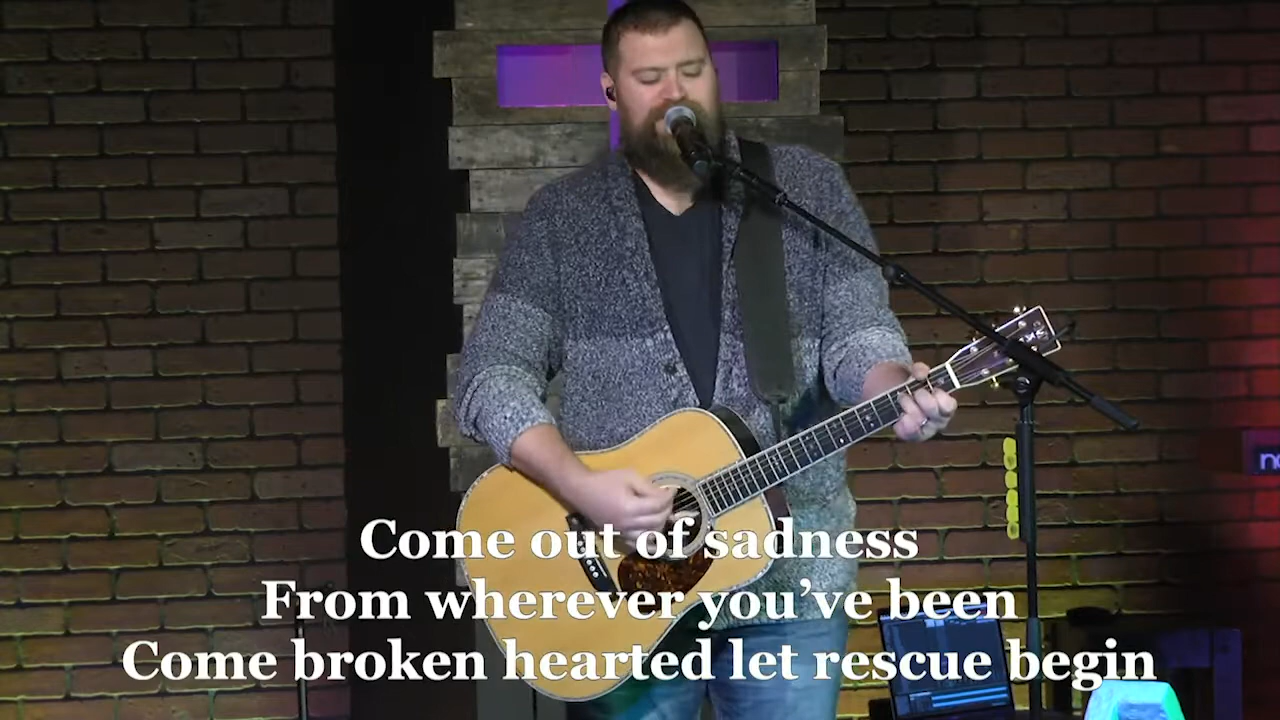 Come out of sadness
From wherever you’ve been
Come broken hearted let rescue begin